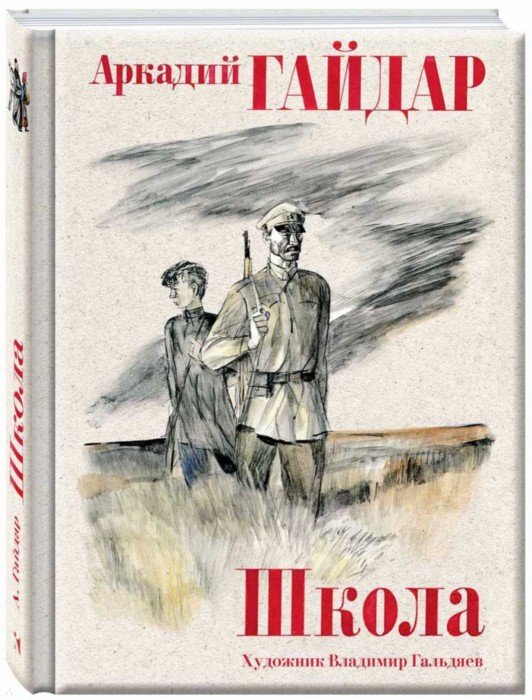 Аркадий ГАЙДАР
Школа
Художник Владимир Гальдяев
А. Гайдар Школа